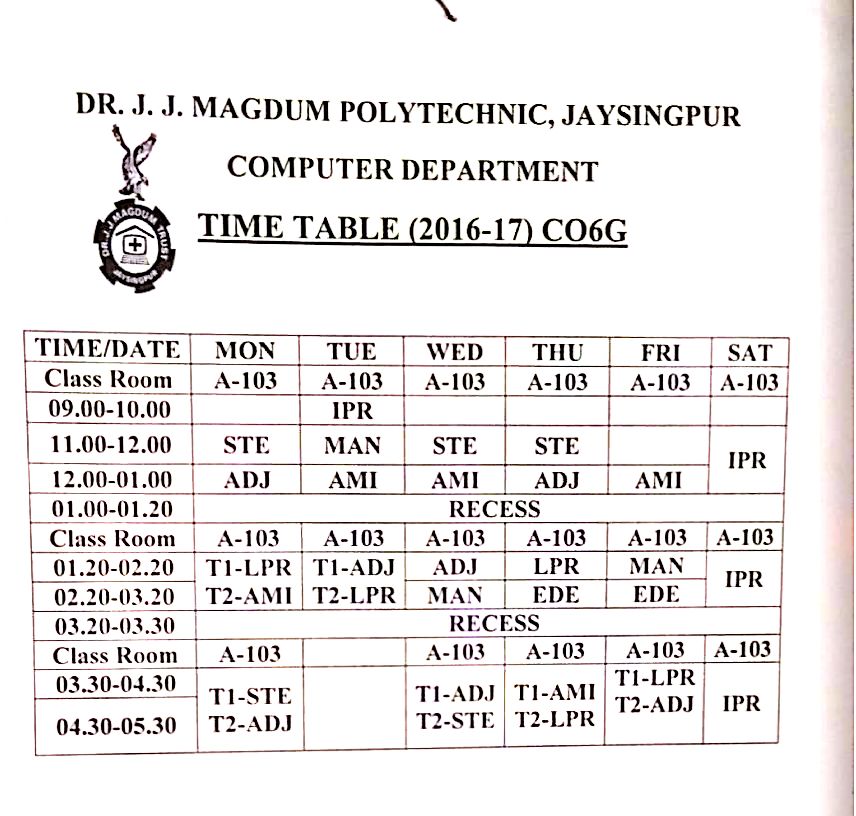 DR. J. J. MAGDUM POLYTECHNIC, JAYSINGPUR
COMPUTER DEPARTMENT
DR. J. J. MAGDUM TRUST
JAYSINGPUR
TIME TABLE (2016-17) CO6G
TIME/DATE MON TUE WED THU FRI SAT
Class Room A-103 A-103 A-103 A-103 A-103 A-103
09.00-10.00 IPR
11.00-12.00 STE MAN STE STE IPR
12.00-01.00 ADJ AMI AMI ADJ AMI
01.00-01.20 RECESS
Class Room A-103 A-103 A-103 A-103 A-103 A-103
01.20-02.20 T1-LPR T1-ADJ ADJ LPR MAN IPR
02.20-03.20 T2-AMI T2-LPR MAN EDE EDE
03.20-03.30 RECESS
Class Room A-103 A-103 A-103 A-103 A-103
03.30-04.30 T1-STE T1-ADJ T1-AMI T1-LPR IPR
04.30-05.30 T2-ADJ T2-STE T2-LPR T2-ADJ